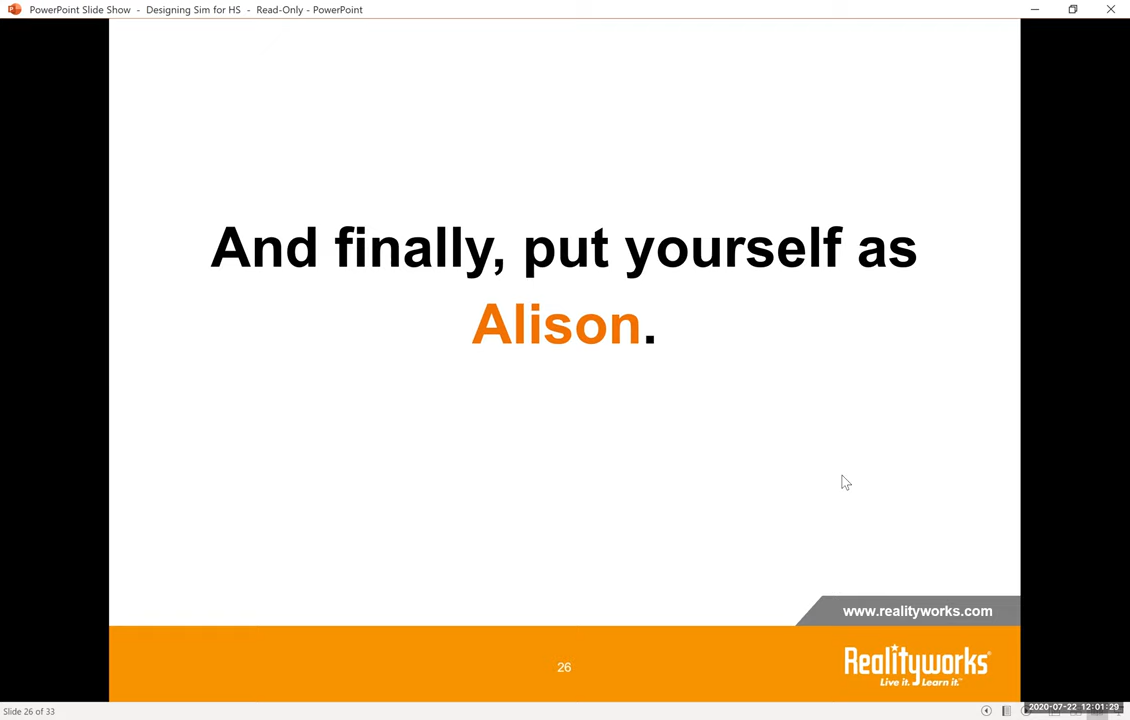 PowerPoint Slide Show - Designing Sim for HS - Read-Only - PowerPoint
And finally, put yourself as
Alison.
www.realityworks.com
26
Realityworks®
Live it. Learn it.™
Slide 26 of 33
2020-07-22 12:01:29